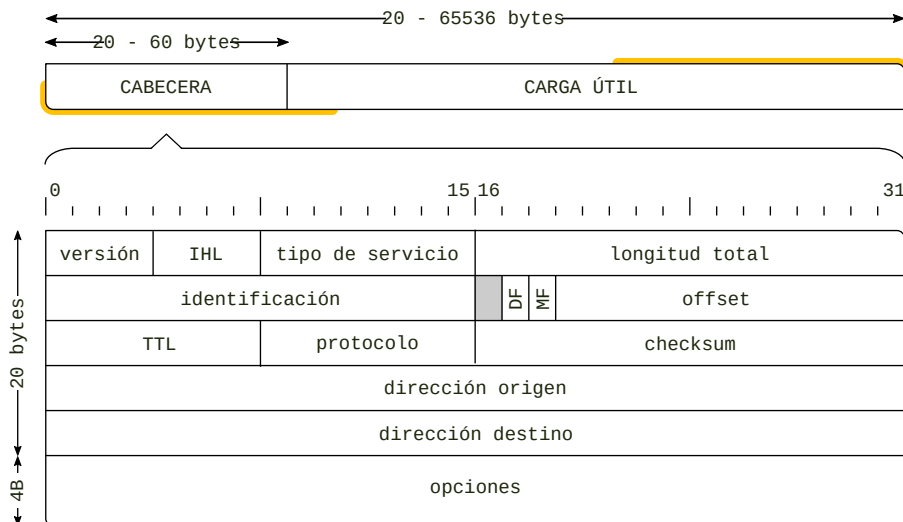 20 - 65536 bytes
20 - 60 bytes
CABECERA CARGA ÚTIL
0 15 16 31
versión IHL tipo de servicio longitud total
identificación DF MF offset
TTL protocolo checksum
dirección origen
dirección destino
opciones
20 bytes
4B